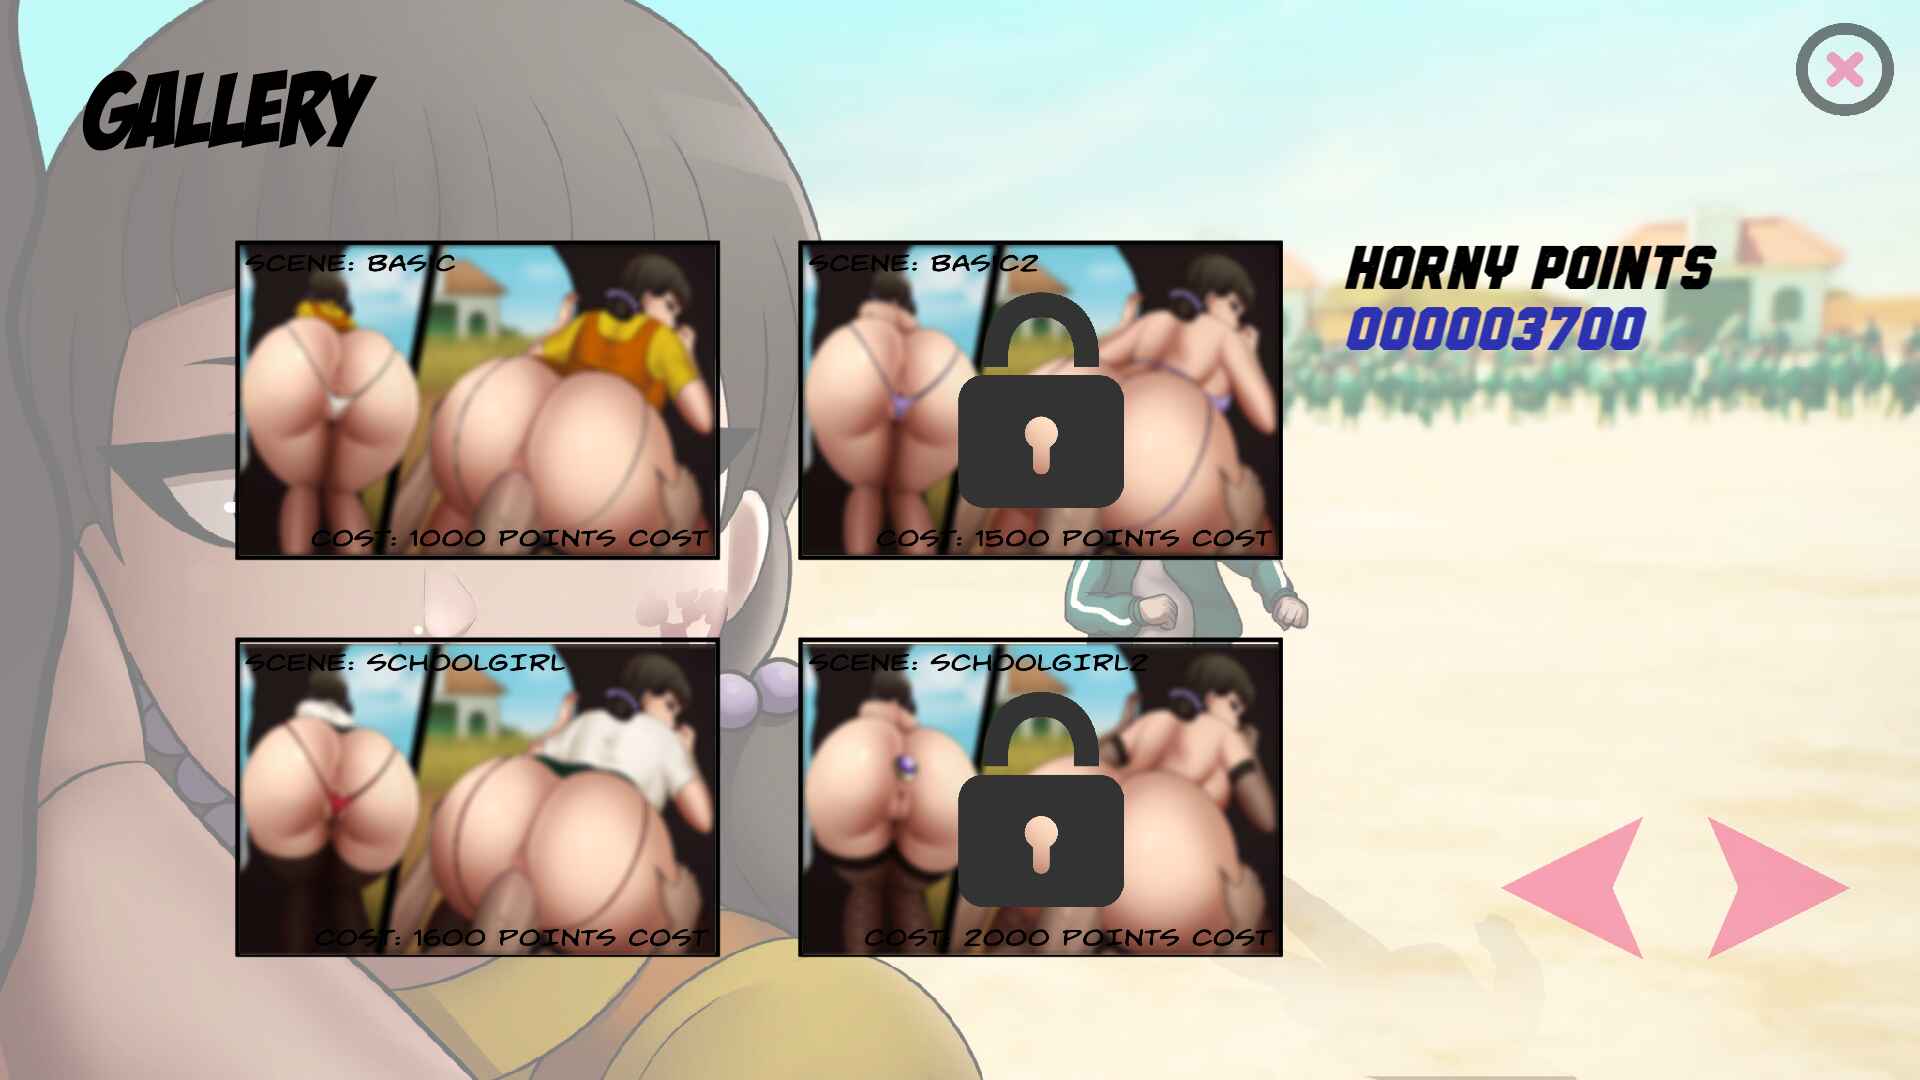 GALLERY
SCENE: BASIC
COST: 1000 POINTS COST
SCENE: BASIC2
COST: 1500 POINTS COST
HORNY POINTS
000003700
SCENE: SCHOOLGIRL
COST: 1600 POINTS COST
SCENE: SCHOOLGIRL2
COST: 2000 POINTS COST